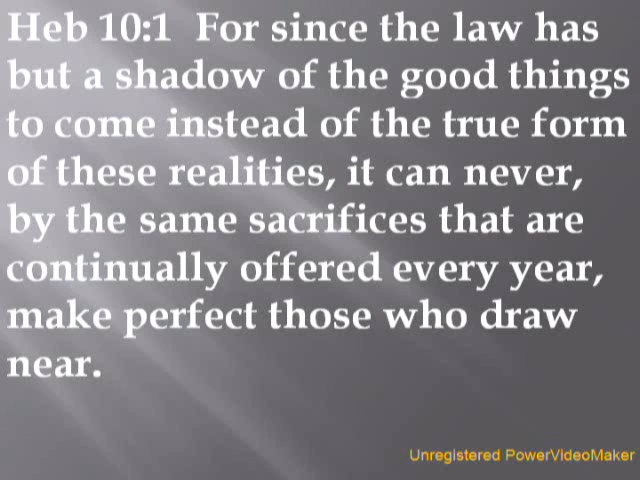 Heb 10:1 For since the law has
but a shadow of the good things
to come instead of the true form
of these realities, it can never,
by the same sacrifices that are
continually offered every year,
make perfect those who draw
near.
Unregistered PowerVideoMaker